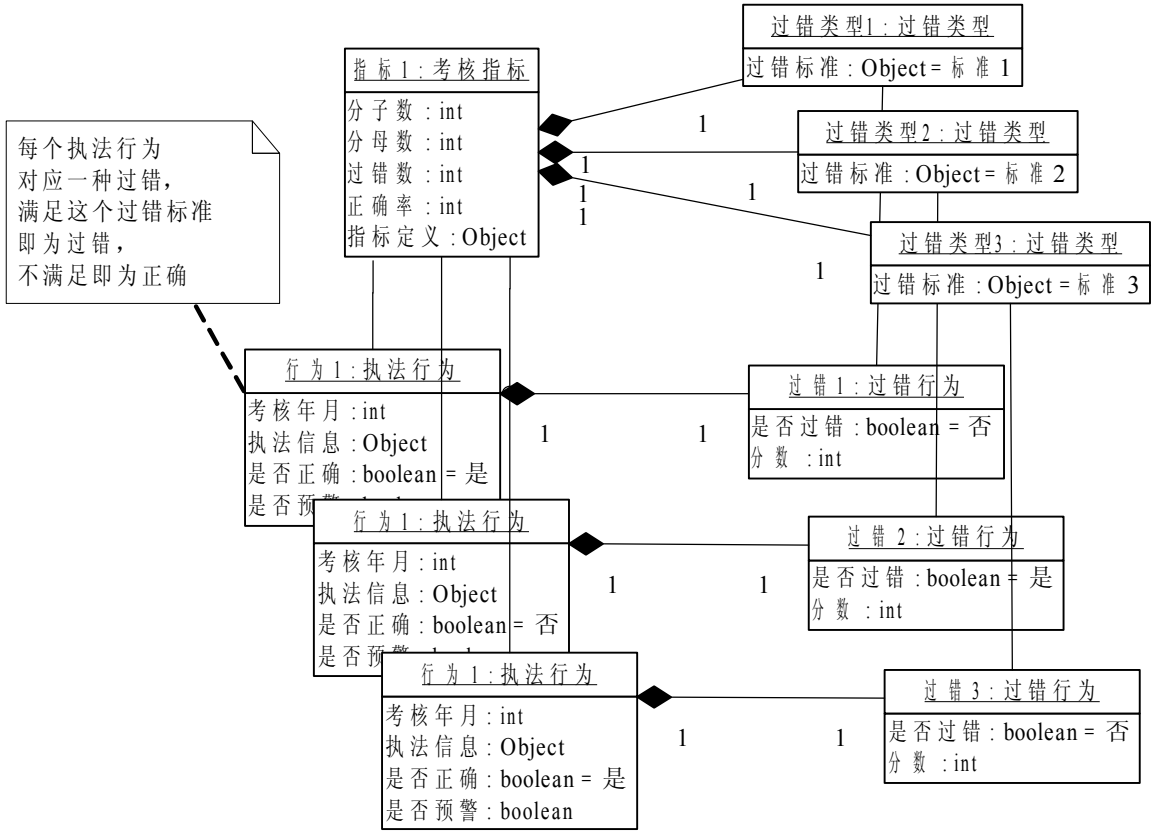 过错类型1:过错类型
过错标准:Object=标准1
指标1:考核指标
分子数:int
分母数:int
过错数:int
正确率:int
指标定义:Object
1
1
1
1
1
1
过错类型2:过错类型
过错标准:Object=标准2
过错类型3:过错类型
过错标准:Object=标准3
每个执法行为
对应一种过错,
满足这个过错标准
即为过错,
不满足即为正确
行为1:执法行为
考核年月:int
执法信息:Object
是否正确:boolean=是
是否预
1
1
过错1:过错行为
是否过错:boolean=否
分数:int
行为1:执法行为
考核年月:int
执法信息:Object
是否正确:boolean=否
是否预
1
1
过错2:过错行为
是否过错:boolean=是
分数:int
行为1:执法行为
考核年月:int
执法信息:Object
是否正确:boolean=是
是否预警:boolean
1
1
过错3:过错行为
是否过错:boolean=否
分数:int